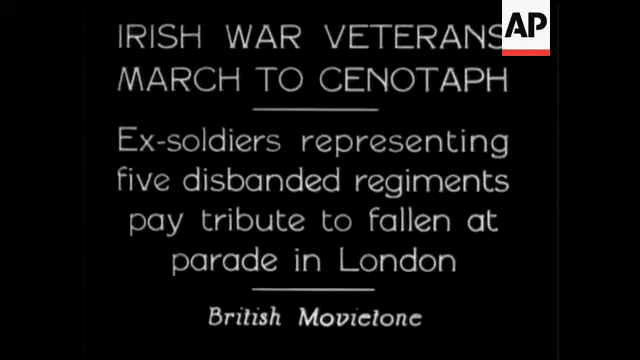 AP
IRISH WAR VETERANS
MARCH TO CENOTAPH
Ex-soldiers representing
five disbanded regiments
pay tribute to fallen at
parade in London
British Movietone